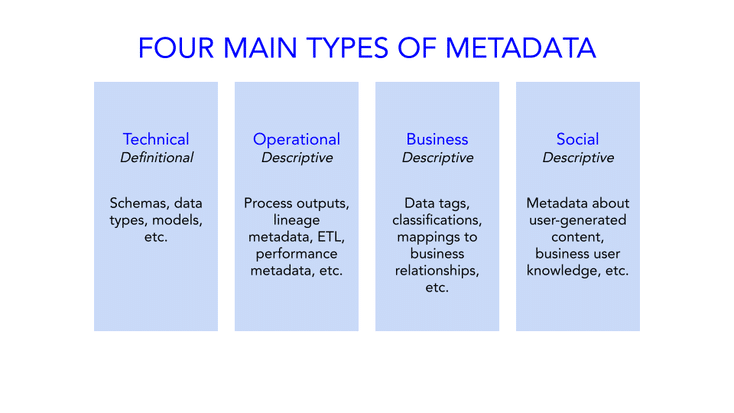 FOUR MAIN TYPES OF METADATA
Technical
Definitional
Schemas, data
types, models,
etc.
Operational
Descriptive
Process outputs,
lineage
metadata, ETL,
performance
metadata, etc.
Business
Descriptive
Data tags,
classifications,
mappings to
business
relationships,
etc.
Social
Descriptive
Metadata about
user-generated
content,
business user
knowledge, etc.